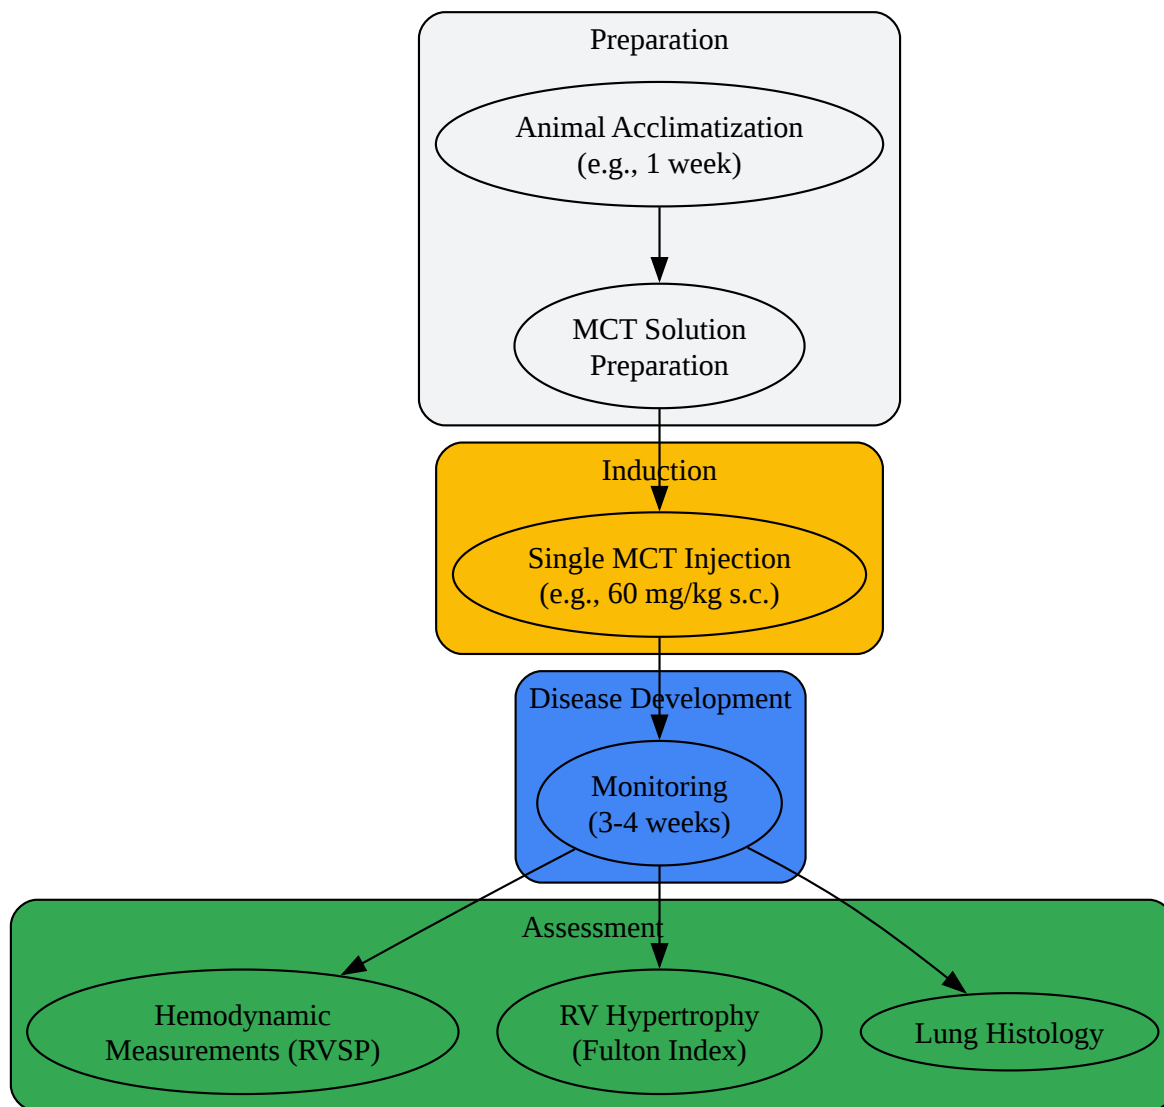 Preparation
Animal Acclimatization
(e.g., 1 week)
MCT Solution
Preparation
Induction
Single MCT Injection
(e.g., 60 mg/kg s.c.)
Disease Development
Monitoring
(3-4 weeks)
Assessment
Hemodynamic
Measurements (RVSP)
RV Hypertrophy
(Fulton Index)
Lung Histology